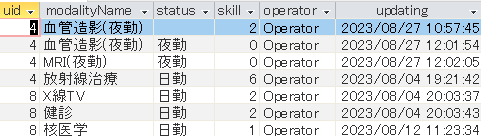 uid modalityName status skill operator updating
4 血管造影(夜勤) 2 Operator 2023/08/27 10:57:45
4 血管造影(夜勤) 夜勤 0 Operator 2023/08/27 12:01:54
4 MRI(夜勤) 夜勤 0 Operator 2023/08/27 12:02:05
4 放射線治療 日勤 6 Operator 2023/08/04 19:21:42
8 X線TV 日勤 2 Operator 2023/08/04 20:03:37
8 健診 日勤 2 Operator 2023/08/04 20:03:43
8 核医学 日勤 1 Operator 2023/08/12 11:23:34